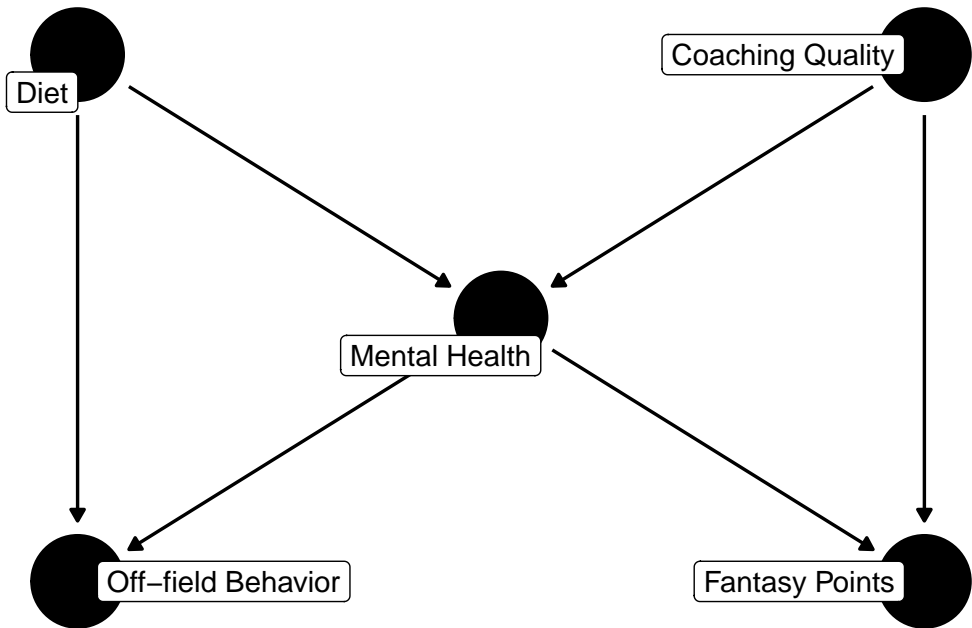 Coaching Quality
Diet
Mental Health
Off−field Behavior
Fantasy Points